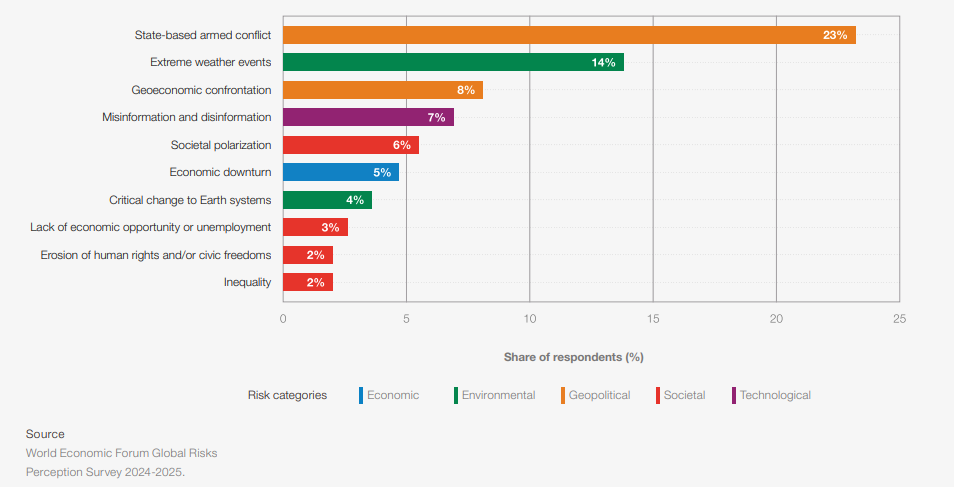 State-based armed conflict 23%
Extreme weather events 14%
Geoeconomic confrontation 8%
Misinformation and disinformation 7%
Societal polarization 6%
Economic downturn 5%
Critical change to Earth systems 4%
Lack of economic opportunity or unemployment 3%
Erosion of human rights and/or civic freedoms 2%
Inequality 2%
0 5 10 15 20 25
Share of respondents (%)
Risk categories Economic Environmental Geopolitical Societal Technological
Source
World Economic Forum Global Risks
Perception Survey 2024-2025.